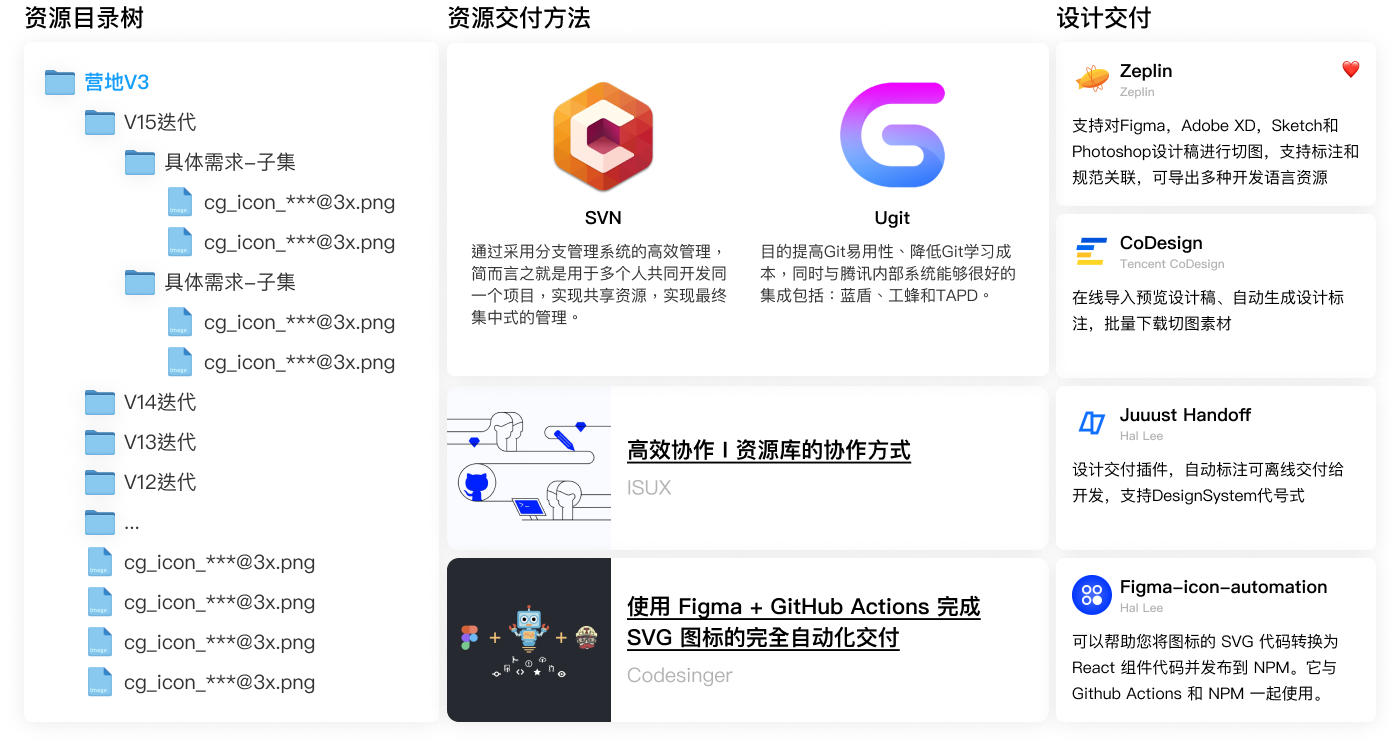 资源目录树
营地V3
V15迭代
具体需求-子集
cg_icon_***@3x.png
cg_icon_***@3x.png
具体需求-子集
cg_icon_***@3x.png
cg_icon_***@3x.png
V14迭代
V13迭代
V12迭代
...
cg_icon_***@3x.png
cg_icon_***@3x.png
cg_icon_***@3x.png
cg_icon_***@3x.png
Image
Image
Image
Image
Image
Image
Image
Image
资源交付方法
SVN
通过采用分支管理系统的高效管理，
简而言之就是用于多个人共同开发同
一个项目，实现共享资源，实现最终
集中式的管理。
Ugit
目的提高Git易用性、降低Git学习成
本，同时与腾讯内部系统能够很好的
集成包括：蓝盾、工蜂和TAPD。
高效协作 I 资源库的协作方式
ISUX
使用 Figma + GitHub Actions 完成
SVG 图标的完全自动化交付
Codesinger
设计交付
Zeplin
Zeplin
支持对Figma，Adobe XD，Sketch和
Photoshop设计稿进行切图，支持标注和
规范关联，可导出多种开发语言资源
CoDesign
Tencent CoDesign
在线导入预览设计稿、自动生成设计标
注，批量下载切图素材
Juuust Handoff
Hal Lee
设计交付插件，自动标注可离线交付给
开发，支持DesignSystem代号式
Figma-icon-automation
Hal Lee
可以帮助您将图标的 SVG 代码转换为
React 组件代码并发布到 NPM。它与
Github Actions 和 NPM 一起使用。